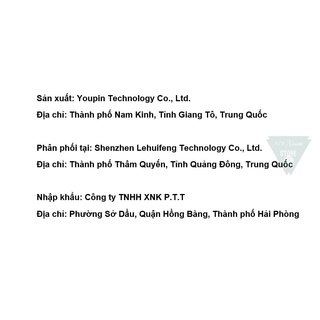 Sản xuất: Youpin Technology Co., Ltd.
Địa chỉ: Thành phố Nam Kinh, Tỉnh Giang Tô, Trung Quốc
Phân phối tại: Shenzhen Lehuifeng Technology Co., Ltd.
Địa chỉ: Thành phố Thâm Quyến, Tỉnh Quảng Đông, Trung Quốc
Nhập khẩu: Công ty TNHH XNK P.T.T
Địa chỉ: Phường Sở Dầu, Quận Hồng Bàng, Thành phố Hải Phòng
STORE